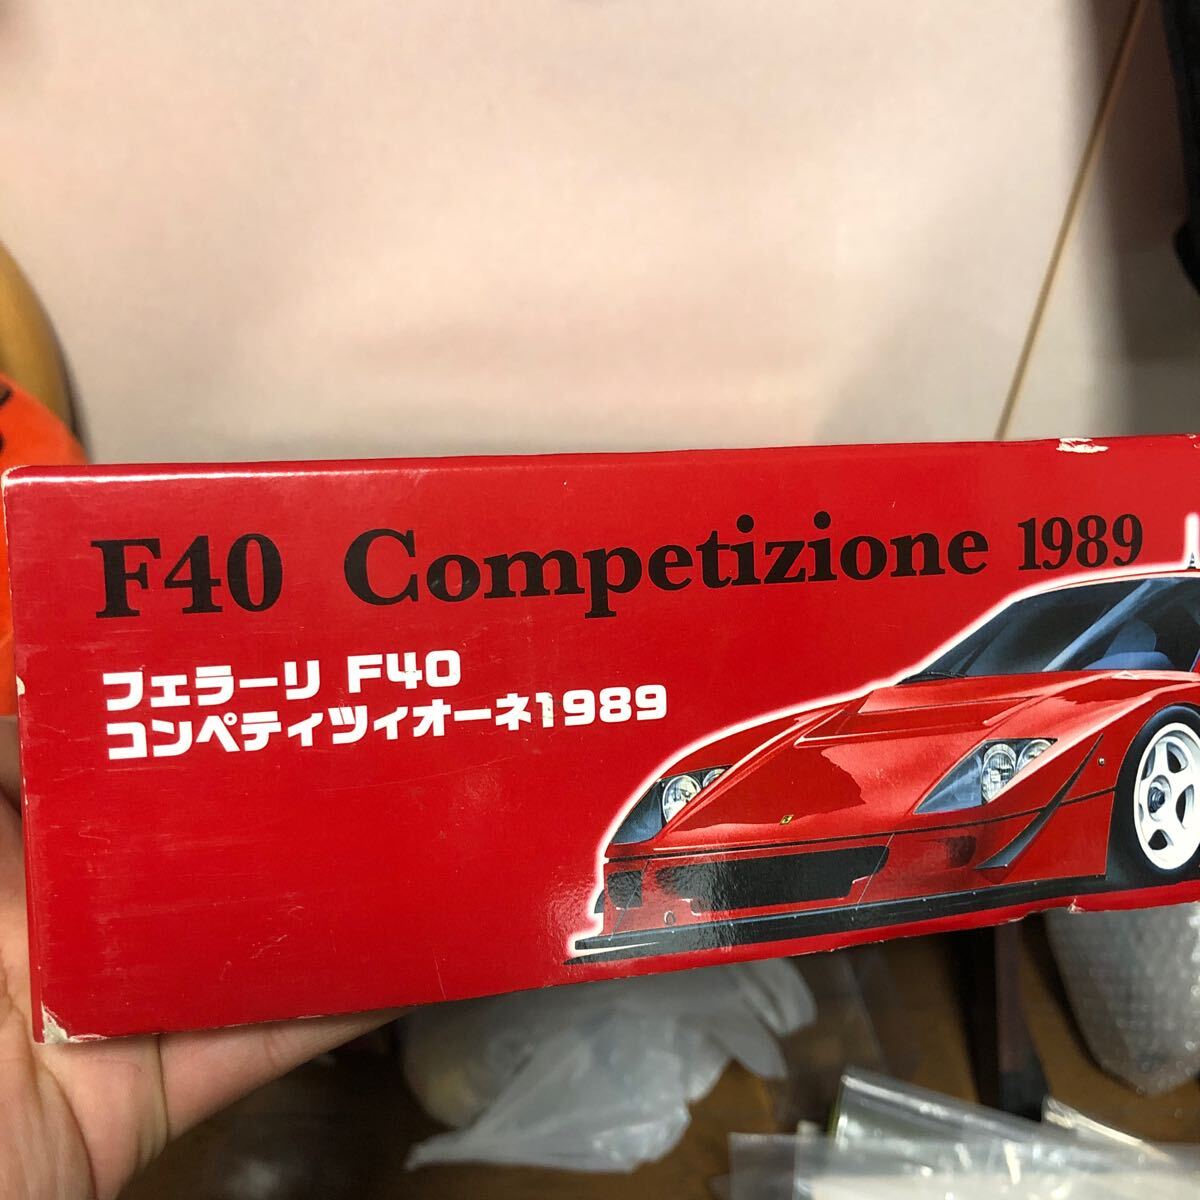 F40 Competizione 1989
フェラーリ F40
コンペティツィオーネ1989